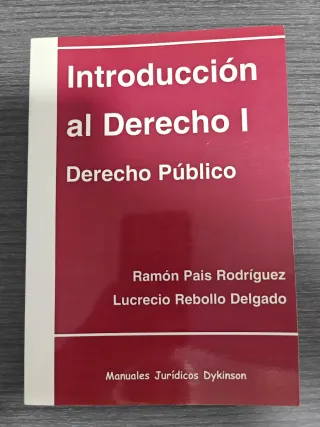 Introducción
al Derecho I
Derecho Público
Ramón Pais Rodríguez
Lucrecio Rebollo Delgado
Manuales Jurídicos Dykinson